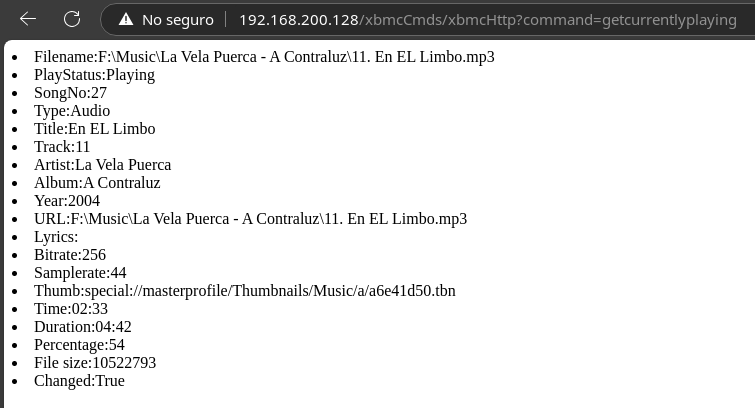 No seguro 192.168.200.128/xbmcCmds/xbmcHttp?command=getcurrentlyplaying
Filename:F:\Music\La Vela Puerca - A Contraluz\11. En EL Limbo.mp3
PlayStatus:Playing
SongNo:27
Type:Audio
Title:En EL Limbo
Track:11
Artist:La Vela Puerca
Album:A Contraluz
Year:2004
URL:F:\Music\La Vela Puerca - A Contraluz\11. En EL Limbo.mp3
Lyrics:
Bitrate:256
Samplerate:44
Thumb:special://masterprofile/Thumbnails/Music/a/a6e41d50.tbn
Time:02:33
Duration:04:42
Percentage:54
File size:10522793
Changed:True